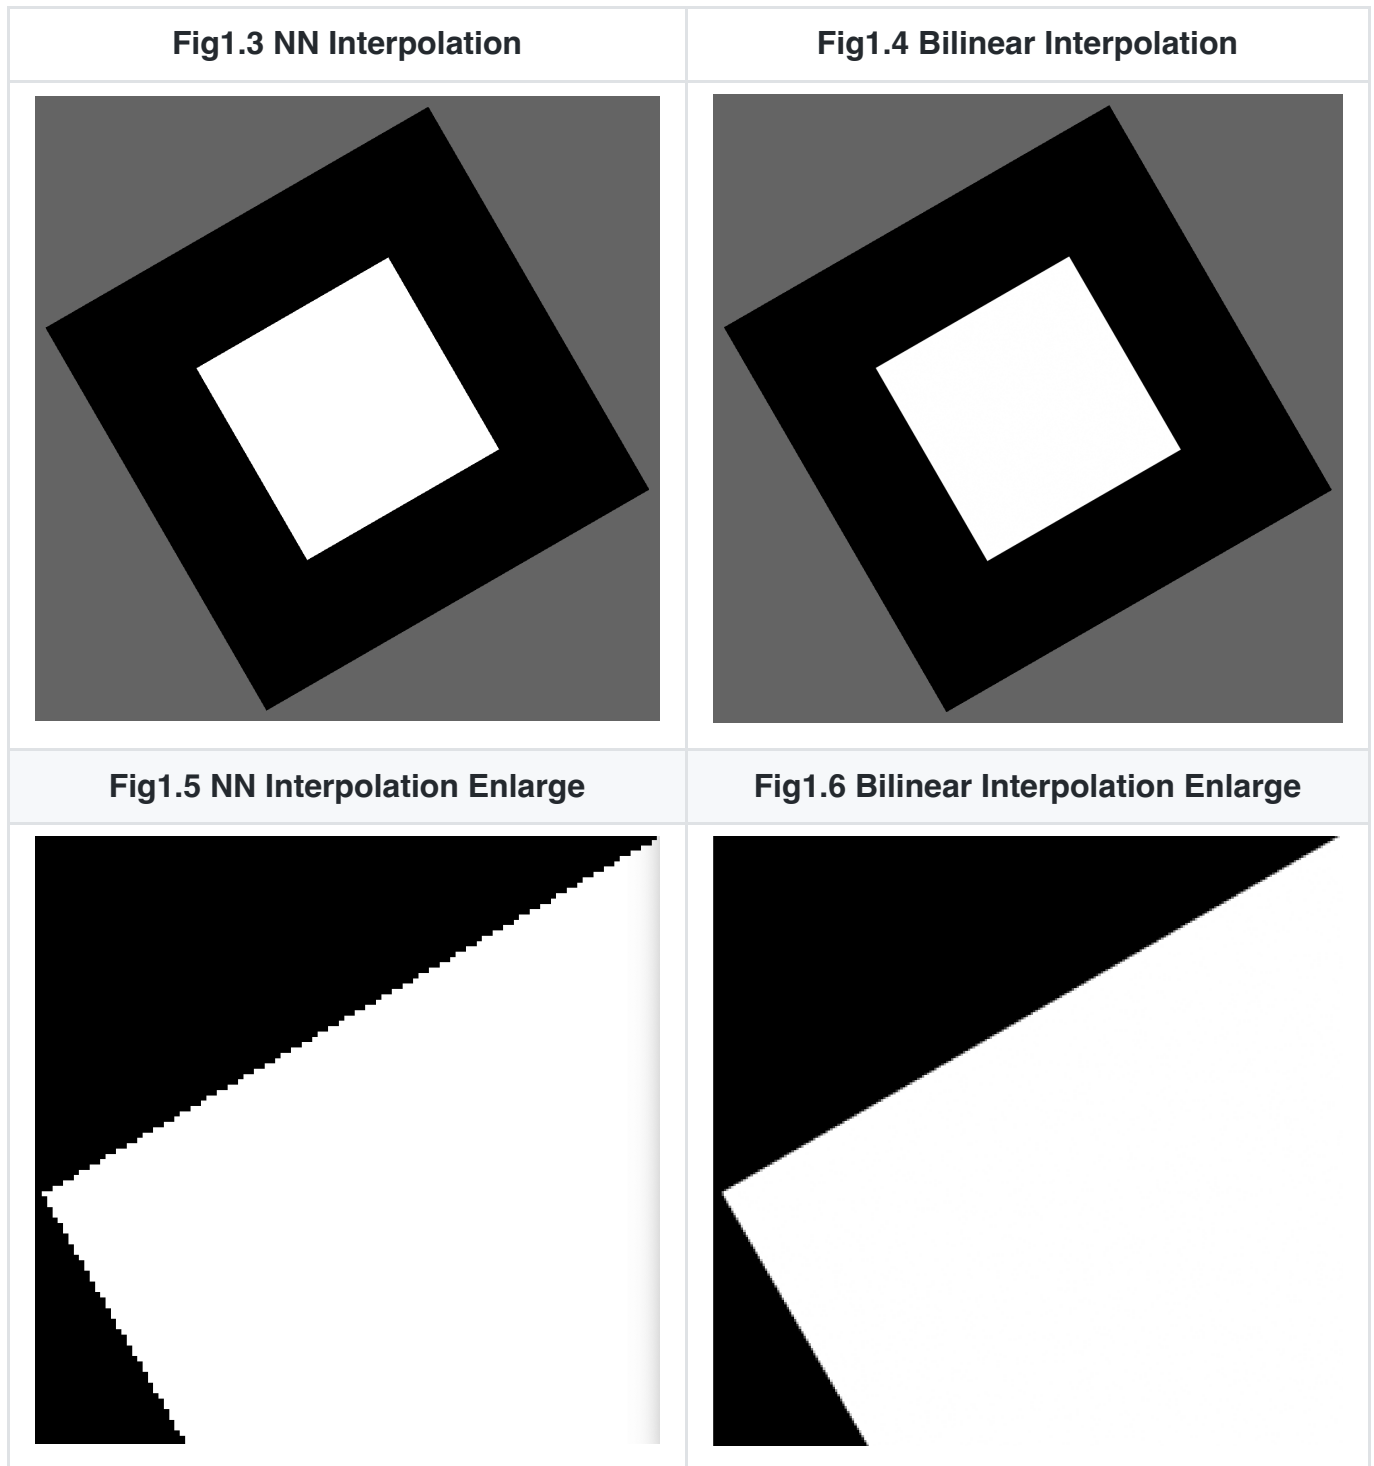 Fig1.3 NN Interpolation
Fig1.4 Bilinear Interpolation
Fig1.5 NN Interpolation Enlarge
Fig1.6 Bilinear Interpolation Enlarge